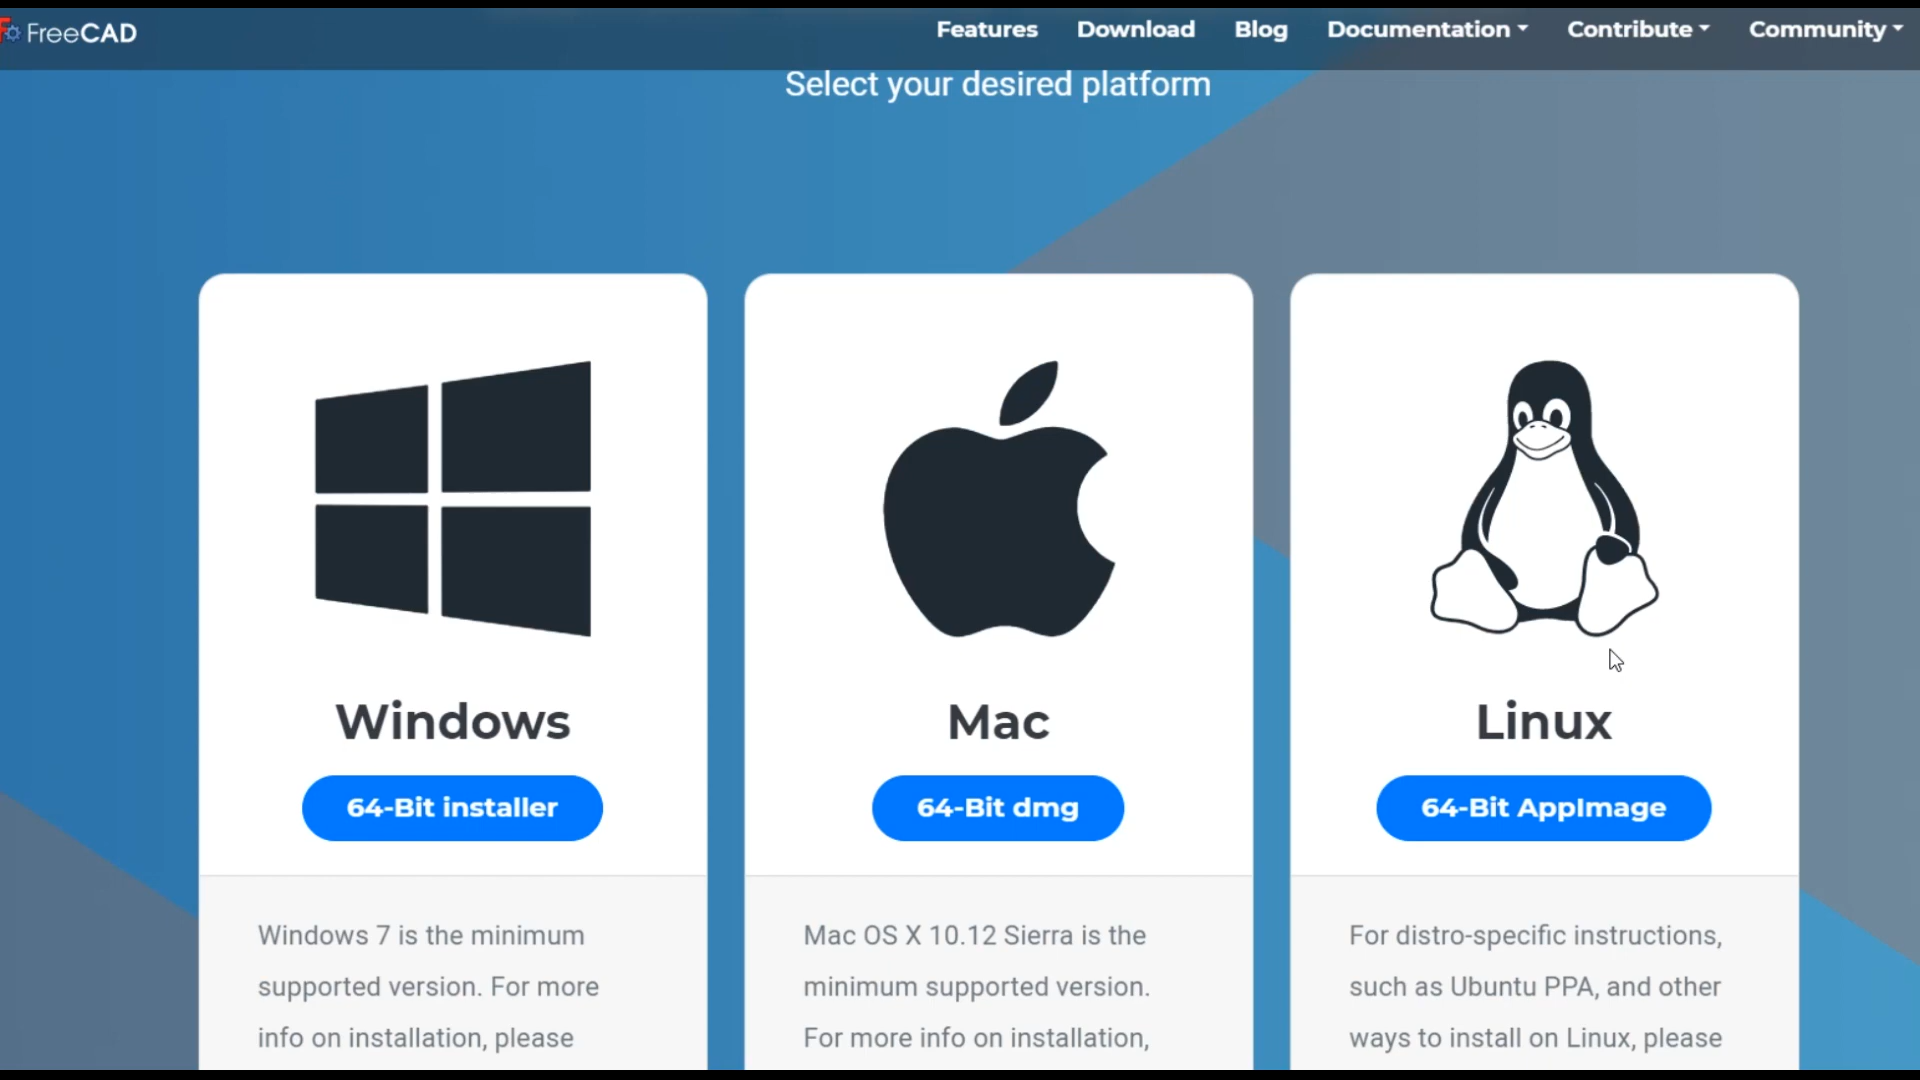 FreeCAD Features Download Blog Documentation Contribute Community
Select your desired platform
Windows
64-Bit installer
Windows 7 is the minimum
supported version. For more
info on installation, please
Mac
64-Bit dmg
Mac OS X 10.12 Sierra is the
minimum supported version.
For more info on installation,
Linux
64-Bit AppImage
For distro-specific instructions,
such as Ubuntu PPA, and other
ways to install on Linux, please